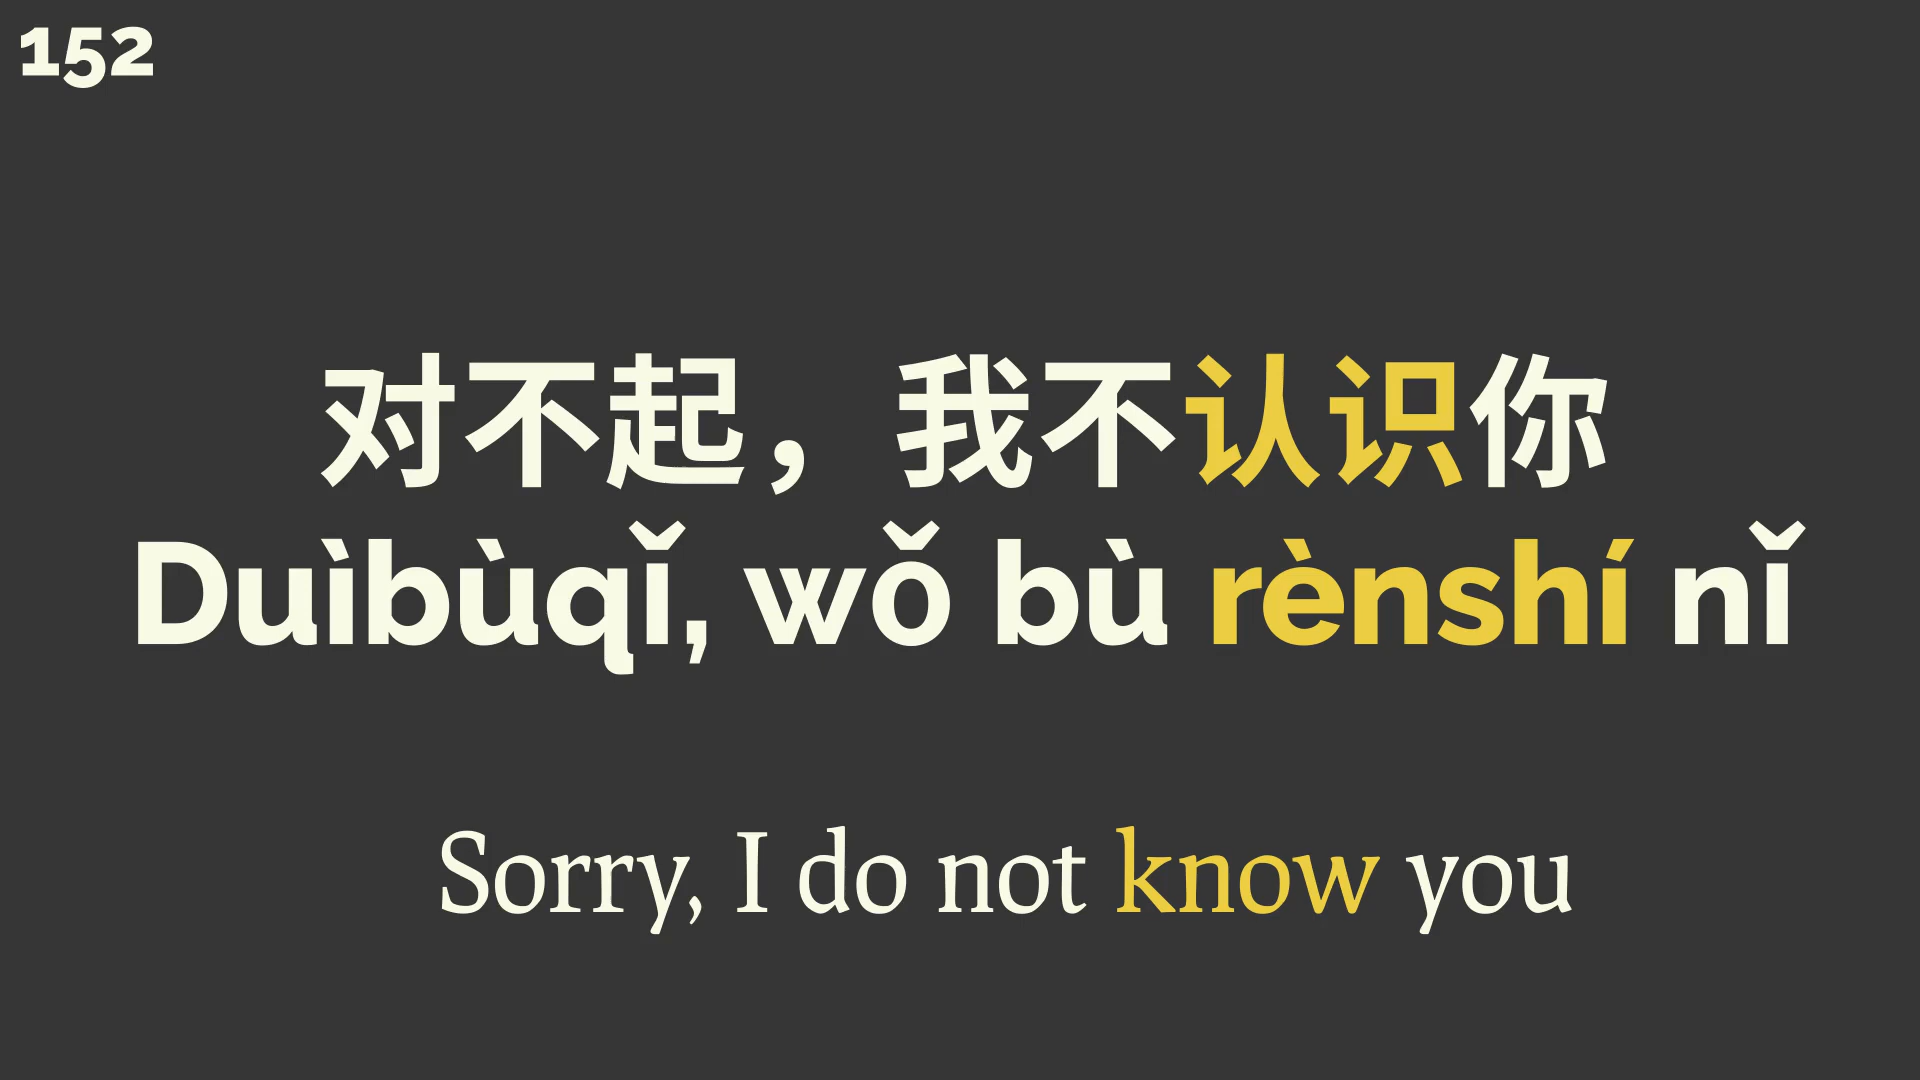 152
对不起，我不认识你
Duìbùqǐ, wǒ bù rènshí nǐ
Sorry, I do not know you